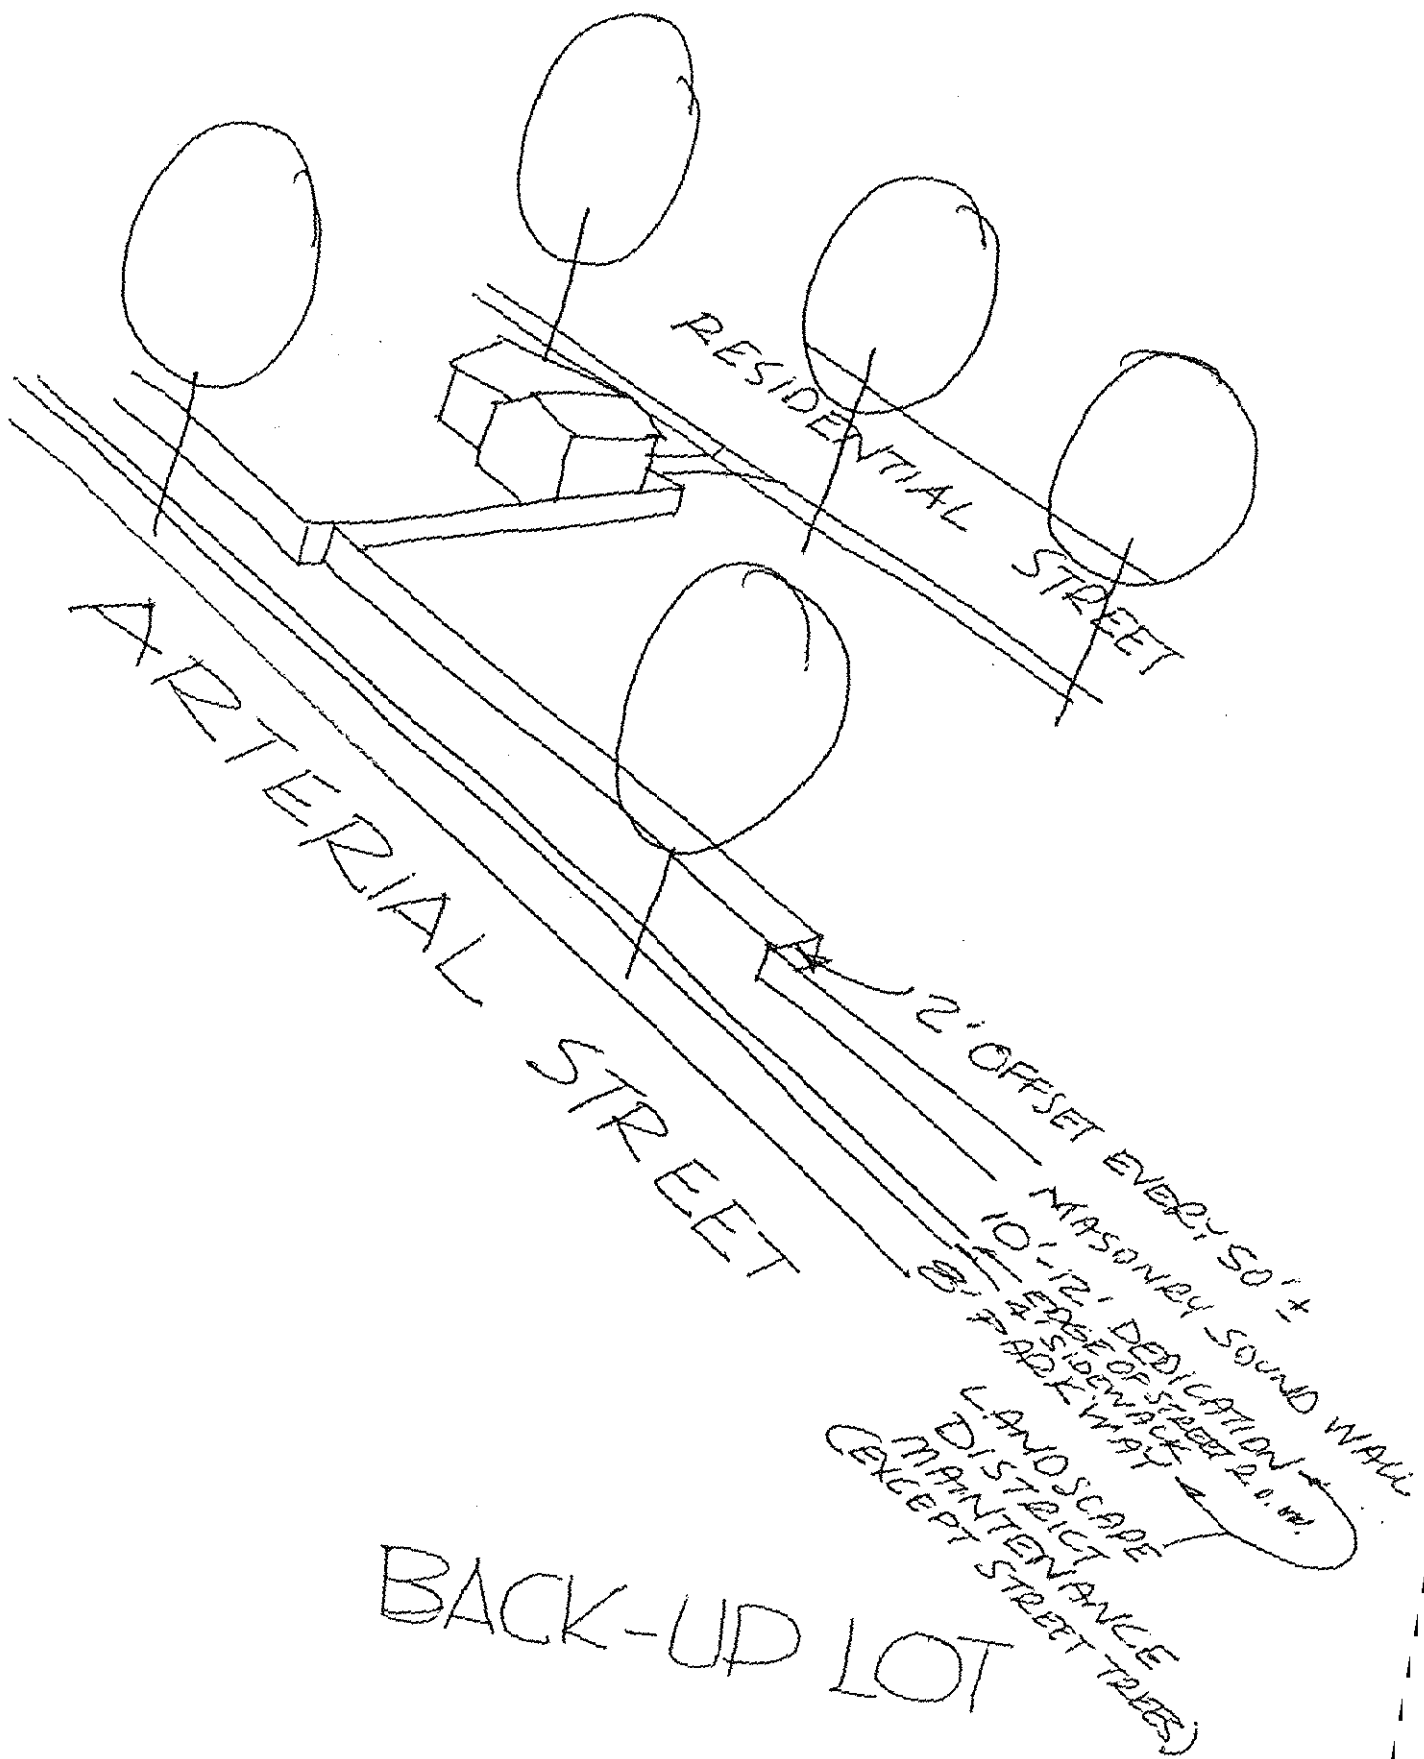 RESIDENTIAL STREET
ARTERIAL STREET
2' OFFSET EVERY 50' ±
MASONRY SOUND WALL
10'-12' DEDICATION
EDGE OF STREET R.O.W.
4' SIDEWALK
8' PARKWAY
LANDSCAPE
DISTRICT
MAINTENANCE
(EXCEPT STREET TREES)
BACK-UP LOT